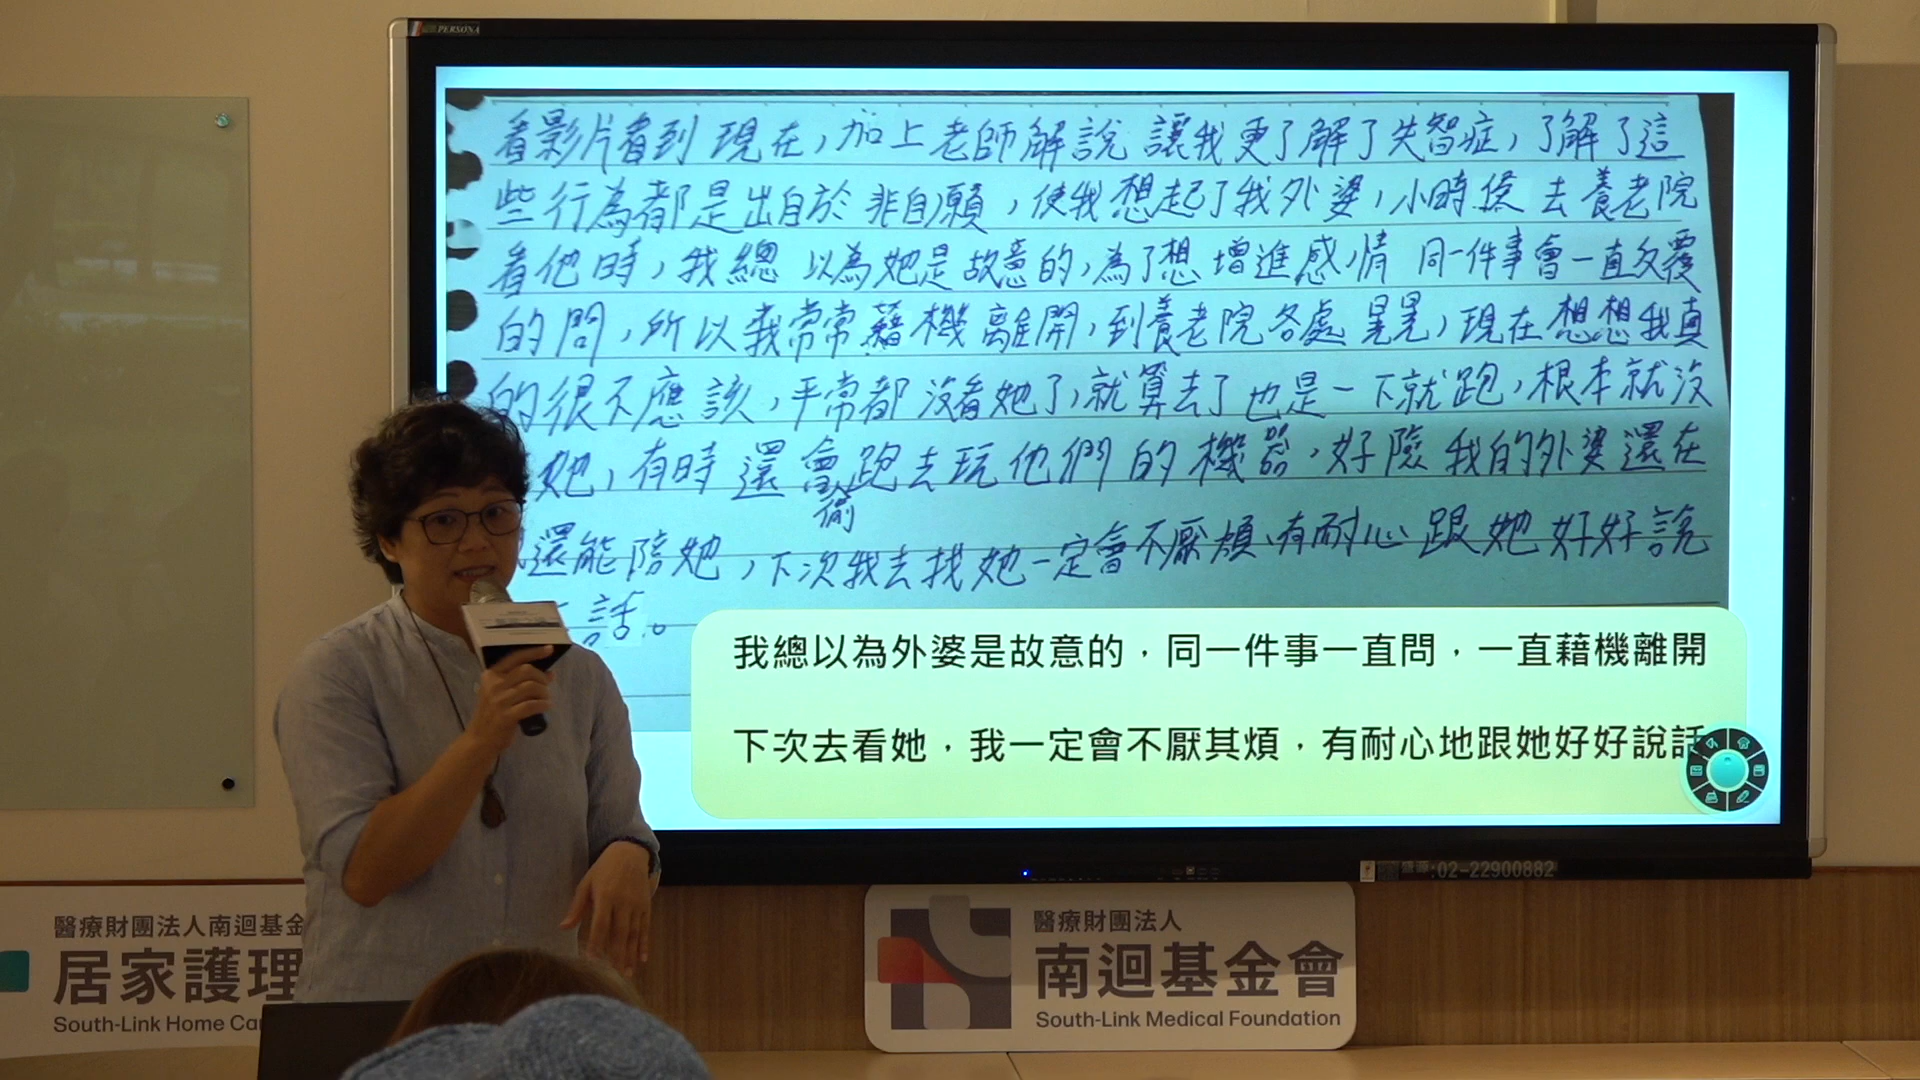 PERSONA
看影片看到現在，加上老師解說 讓我更了解了失智症，了解了這
些行為都是出自於非自願，使我想起了我外婆，小時侯去養老院
看他時，我總以為她是故意的，為了想增進感情 同一件事會一直反覆
的問，所以我常常藉機離開，到養老院各處晃晃，現在想想我真
的很不應該，平常都沒看她了，就算去了也是一下就跑，根本就沒
她，有時還會跑去玩他們的機器，好險我的外婆還在
偷
還能陪她，下次我去找她一定會不厭煩、有耐心跟她好好說
話。
我總以為外婆是故意的，同一件事一直問，一直藉機離開
下次去看她，我一定會不厭其煩，有耐心地跟她好好說話
:02-22900882
醫療財團法人南迴基金
居家護理
South-Link Home Car
醫療財團法人
南迴基金會
South-Link Medical Foundation